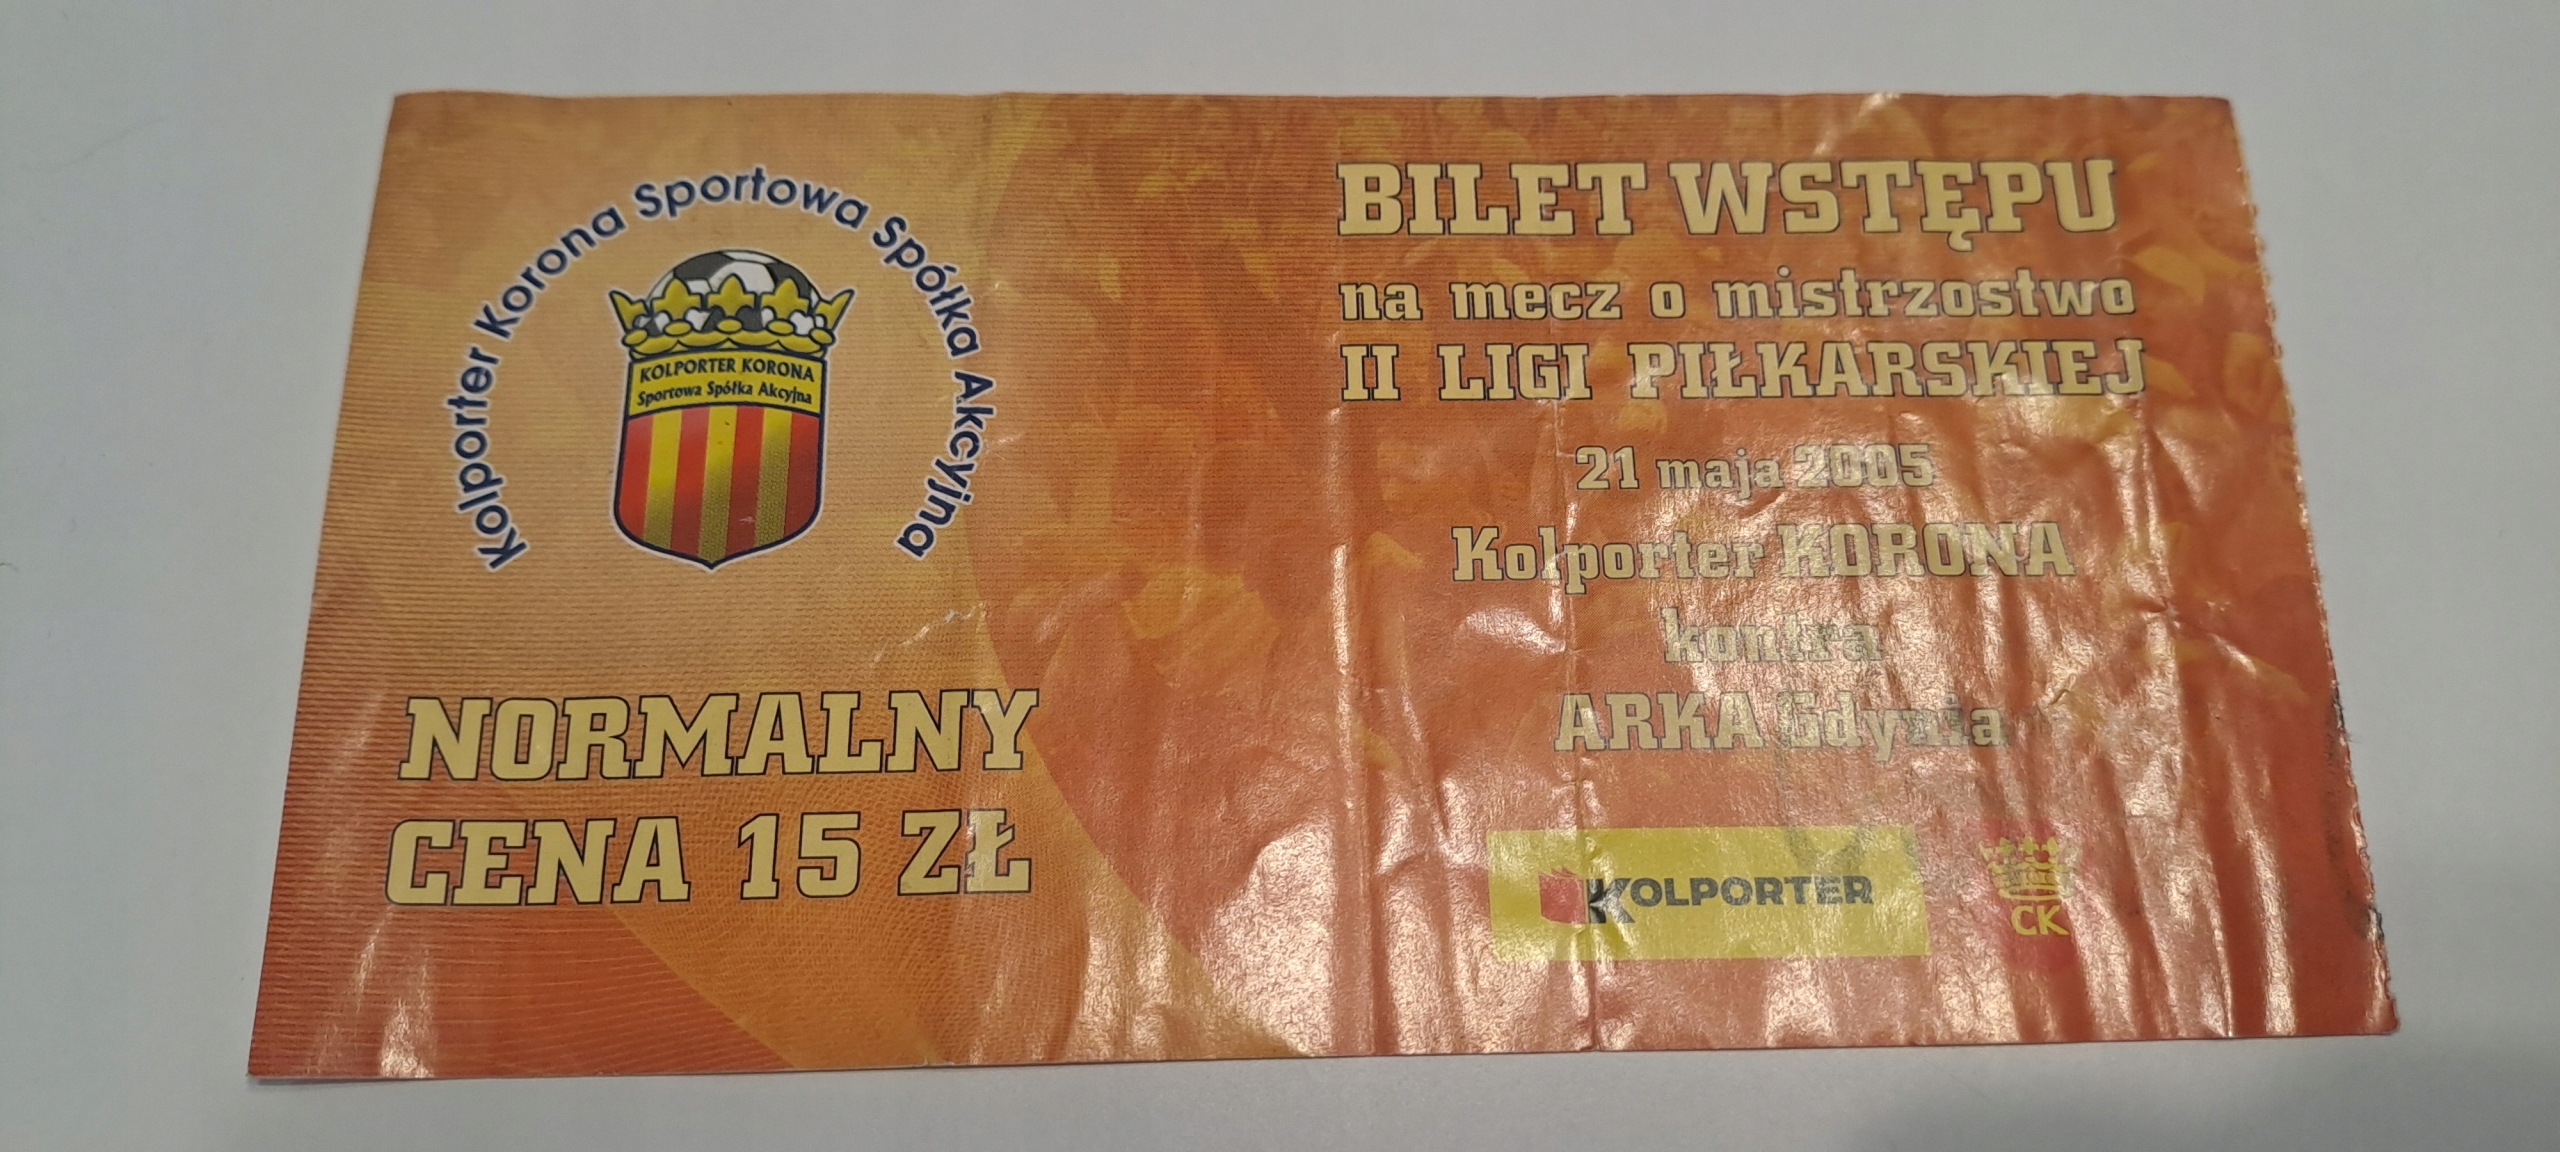 Kolporter Korona Sportowa Spółka Akcyjna
KOLPORTER KORONA
Sportowa Spółka Akcyjna
NORMALNY
CENA 15 ZŁ
BILET WSTĘPU
na mecz o mistrzostwo
II LIGI PIŁKARSKIEJ
21 maja 2005
Kolporter KORONA
kontra
ARKA Gdynia
KOLPORTER
CK